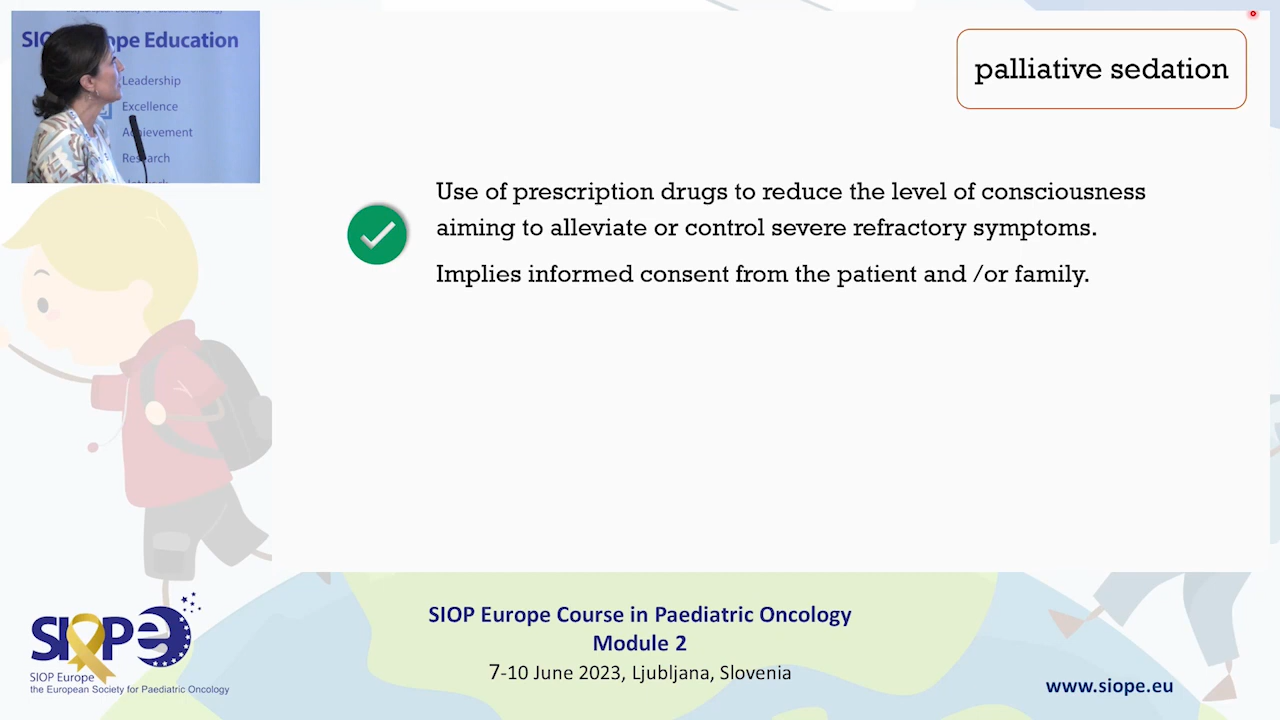 Education
Leadership
Excellence
Achievement
Research
palliative sedation
Use of prescription drugs to reduce the level of consciousness
aiming to alleviate or control severe refractory symptoms.
Implies informed consent from the patient and /or family.
SIOPe
SIOP Europe
the European Society for Paediatric Oncology
SIOP Europe Course in Paediatric Oncology
Module 2
7-10 June 2023, Ljubljana, Slovenia
www.siope.eu